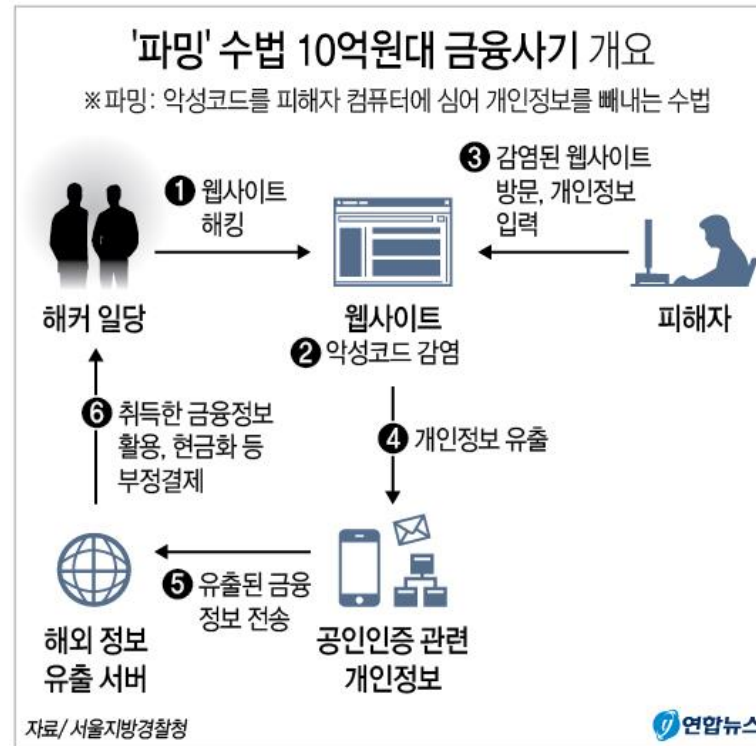 '파밍' 수법 10억원대 금융사기 개요
※파밍: 악성코드를 피해자 컴퓨터에 심어 개인정보를 빼내는 수법
❶ 웹사이트
해킹
❸ 감염된 웹사이트
방문, 개인정보
입력
해커 일당
웹사이트
❷ 악성코드 감염
피해자
❻ 취득한 금융정보
활용, 현금화 등
부정결제
❹ 개인정보 유출
❺ 유출된 금융
정보 전송
해외 정보
유출 서버
공인인증 관련
개인정보
자료/ 서울지방경찰청
연합뉴스